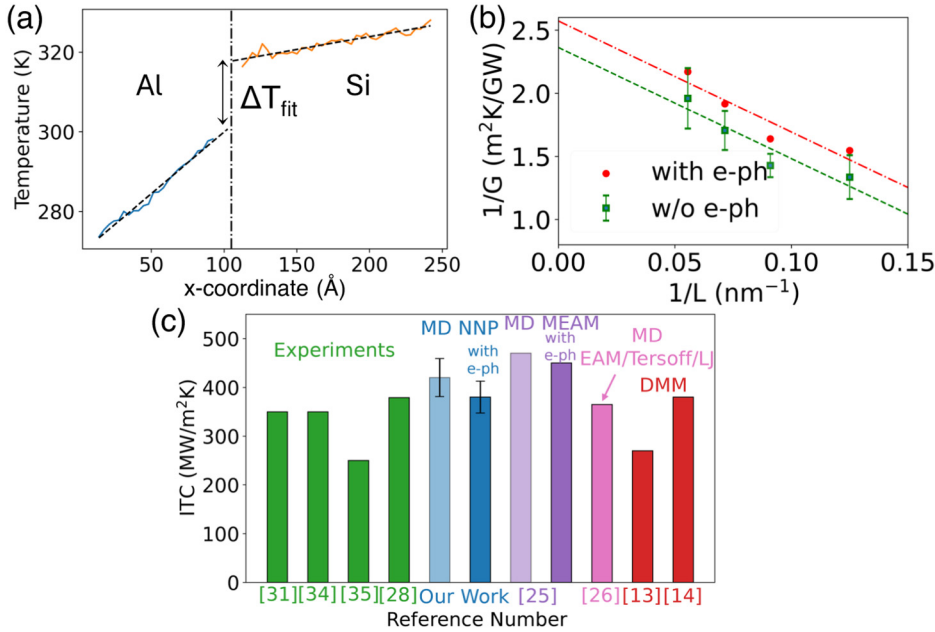 (a)
Temperature (K)
320
300
280
Al
Si
ΔTfit
50
100
150
200
250
x-coordinate (Å)
(b)
1/G (m²K/GW)
2.5
2.0
1.5
1.0
with e-ph
w/o e-ph
0.00
0.05
0.10
0.15
1/L (nm⁻¹)
(c)
ITC (MW/m²K)
500
400
300
200
100
0
Experiments
MD NNP
with
e-ph
MD MEAM
with
e-ph
MD
EAM/Tersoff/LJ
DMM
[31][34][35][28] Our Work [25] [26] [13] [14]
Reference Number